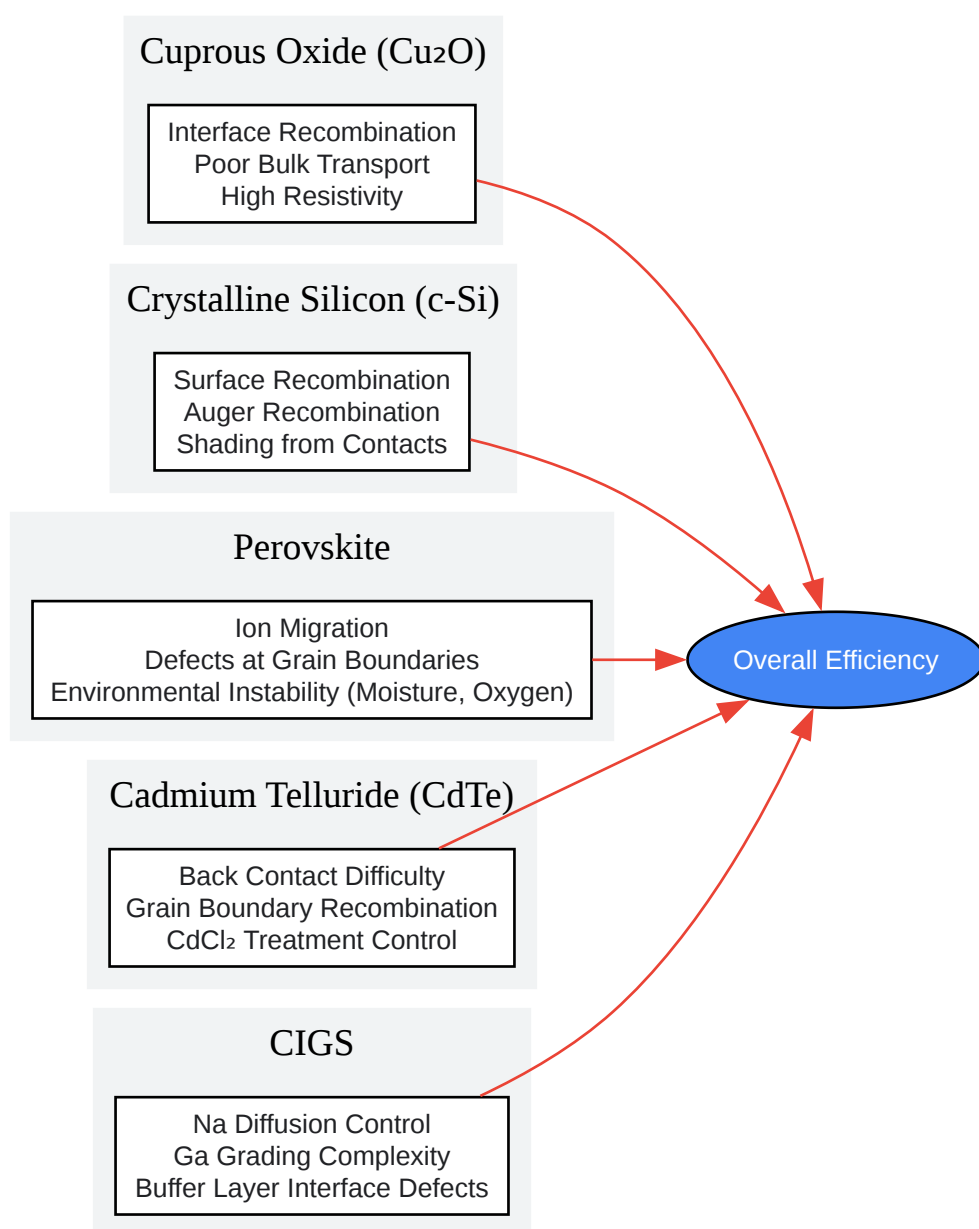 Cuprous Oxide (Cu₂O)
Interface Recombination
Poor Bulk Transport
High Resistivity
Crystalline Silicon (c-Si)
Surface Recombination
Auger Recombination
Shading from Contacts
Perovskite
Ion Migration
Defects at Grain Boundaries
Environmental Instability (Moisture, Oxygen)
Overall Efficiency
Cadmium Telluride (CdTe)
Back Contact Difficulty
Grain Boundary Recombination
CdCl₂ Treatment Control
CIGS
Na Diffusion Control
Ga Grading Complexity
Buffer Layer Interface Defects